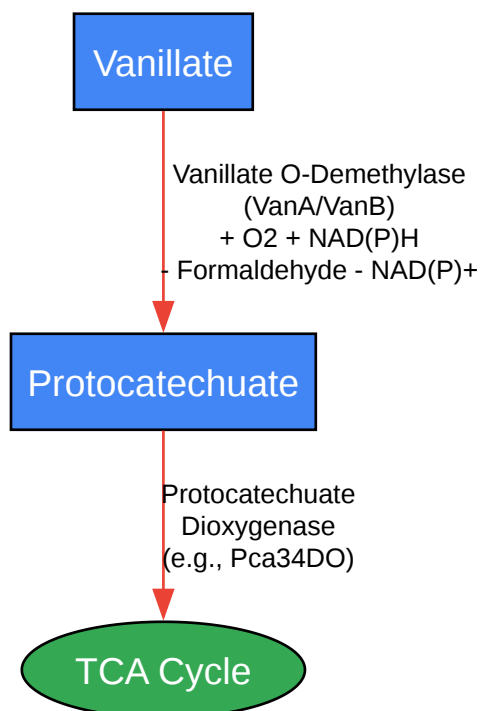 Vanillate
Vanillate O-Demethylase
(VanA/VanB)
+ O2 + NAD(P)H
- Formaldehyde - NAD(P)+
Protocatechuate
Protocatechuate
Dioxygenase
(e.g., Pca34DO)
TCA Cycle